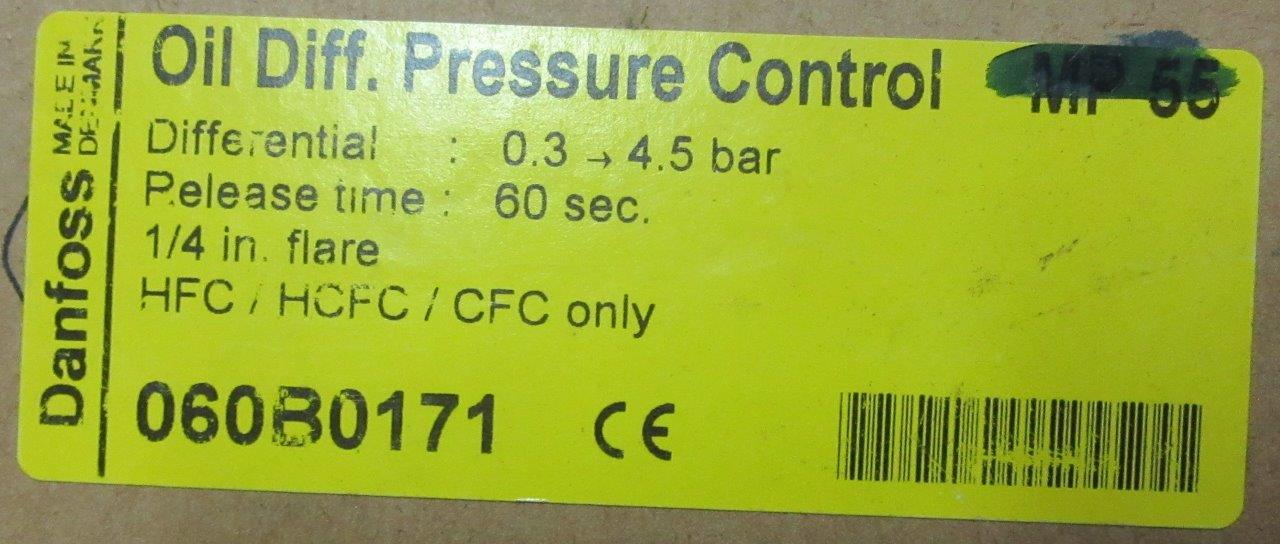 Danfoss MADE IN
DENMARK
Oil Diff. Pressure Control MP 55
Differential : 0.3 → 4.5 bar
Release time : 60 sec.
1/4 in. flare
HFC / HCFC / CFC only
060B0171 CE